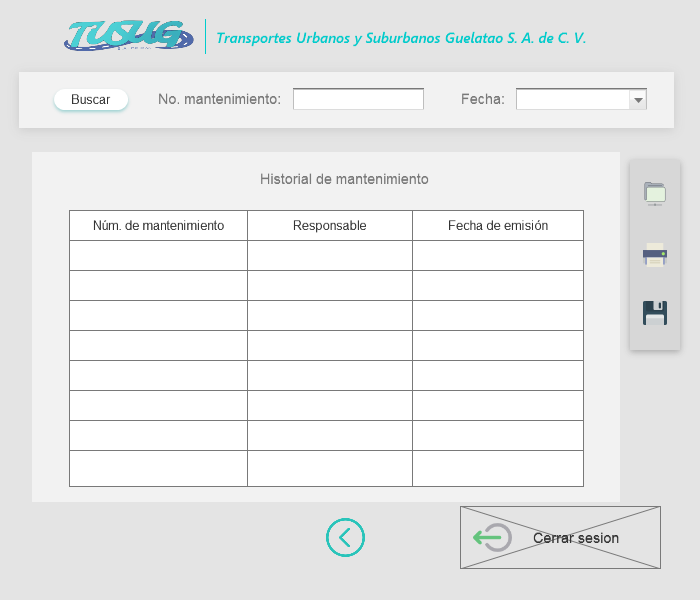 TUSUG
Transportes Urbanos y Suburbanos Guelatao S. A. de C. V.
Buscar
No. mantenimiento:
Fecha:
Historial de mantenimiento
Núm. de mantenimiento
Responsable
Fecha de emisión
Cerrar sesion